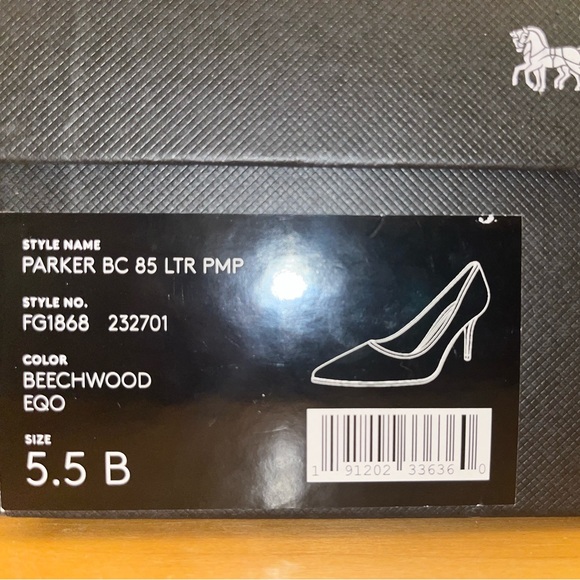 STYLE NAME
PARKER BC 85 LTR PMP
STYLE NO.
FG1868 232701
COLOR
BEECHWOOD
EQO
SIZE
5.5 B
1 91202 33636 0